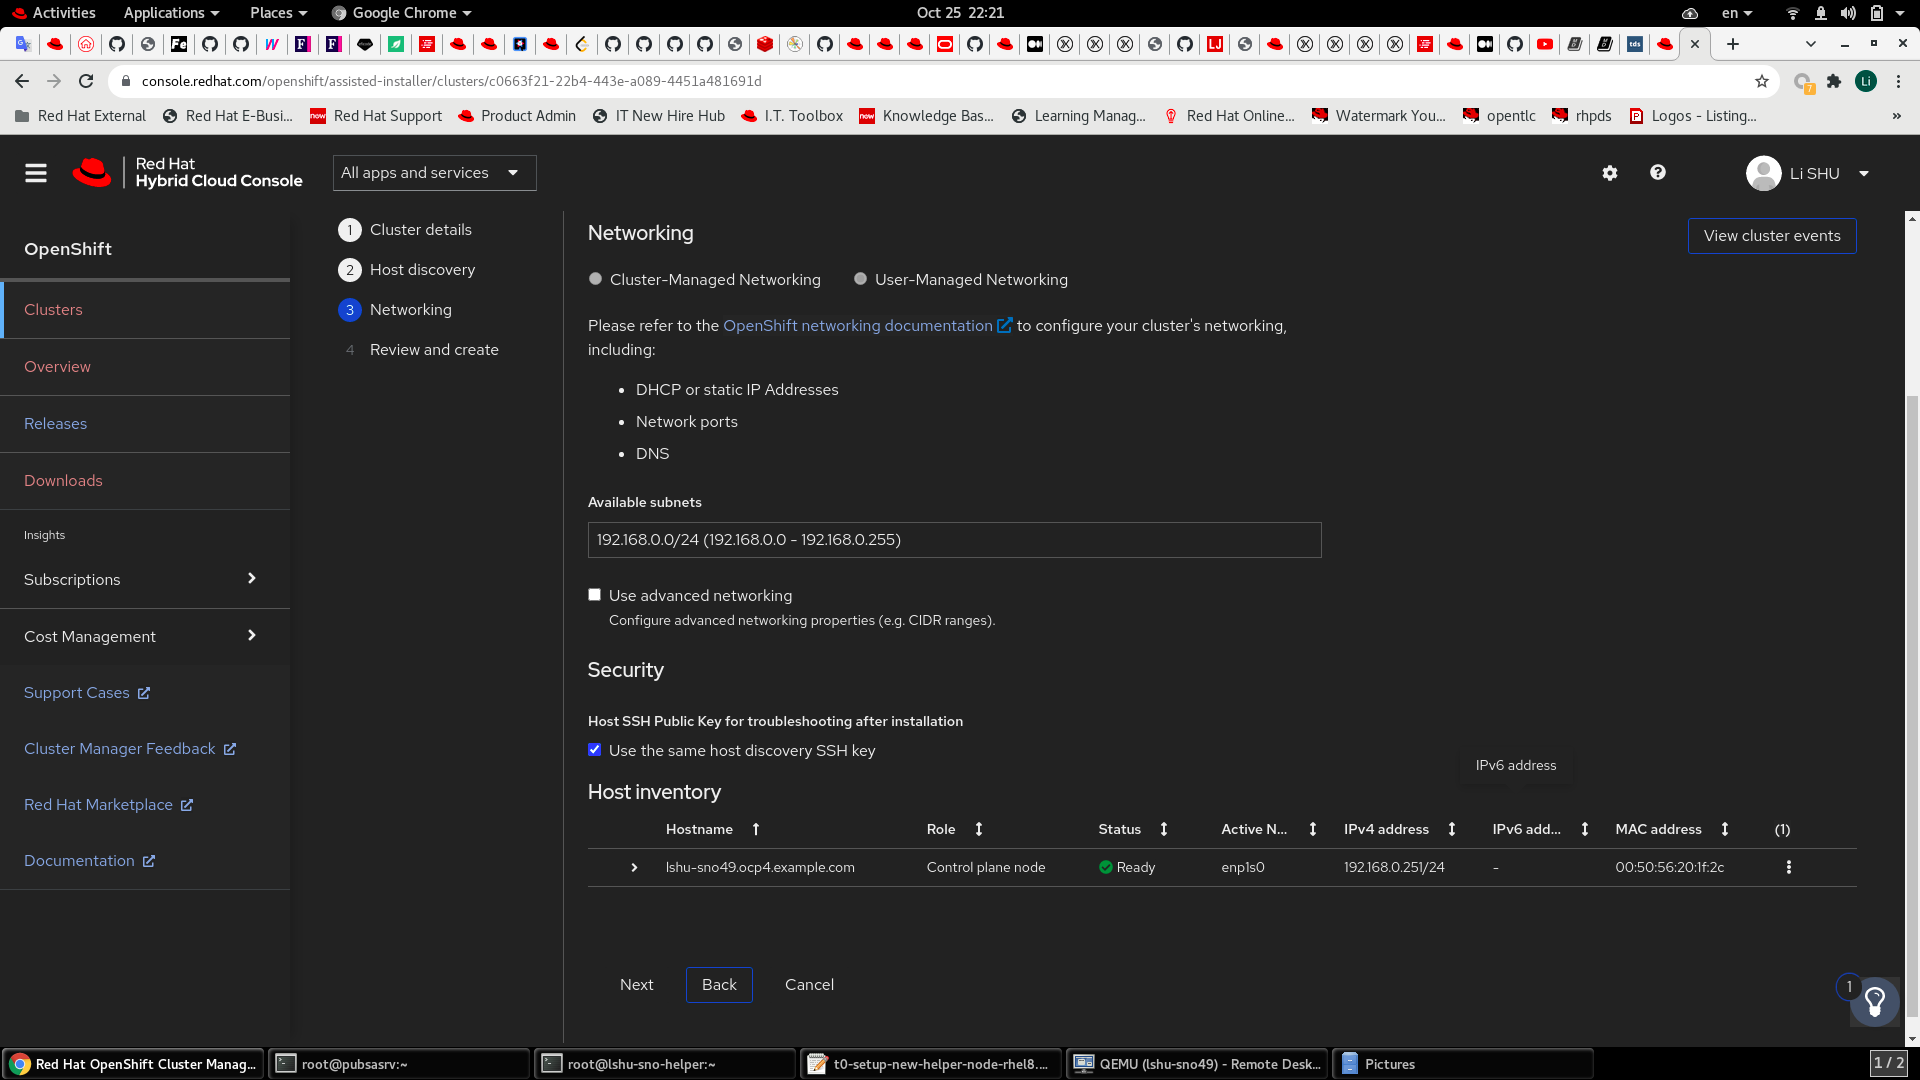 Activities Applications Places Google Chrome Oct 25 22:21 en
console.redhat.com/openshift/assisted-installer/clusters/c0663f21-22b4-443e-a089-4451a481691d
Red Hat External Red Hat E-Busi... Red Hat Support Product Admin IT New Hire Hub I.T. Toolbox Knowledge Bas... Learning Manag... Red Hat Online... Watermark You... opentlc rhpds Logos - Listing... »
Red Hat
Hybrid Cloud Console
All apps and services
Li SHU
OpenShift
Clusters
Overview
Releases
Downloads
Insights
Subscriptions
Cost Management
Support Cases
Cluster Manager Feedback
Red Hat Marketplace
Documentation
1 Cluster details
2 Host discovery
3 Networking
4 Review and create
Networking
View cluster events
Cluster-Managed Networking User-Managed Networking
Please refer to the OpenShift networking documentation to configure your cluster's networking,
including:
• DHCP or static IP Addresses
• Network ports
• DNS
Available subnets
192.168.0.0/24 (192.168.0.0 - 192.168.0.255)
Use advanced networking
Configure advanced networking properties (e.g. CIDR ranges).
Security
Host SSH Public Key for troubleshooting after installation
Use the same host discovery SSH key
IPv6 address
Host inventory
Hostname Role Status Active N... IPv4 address IPv6 add... MAC address (1)
lshu-sno49.ocp4.example.com Control plane node Ready enp1s0 192.168.0.251/24 - 00:50:56:20:1f:2c
Next Back Cancel
1
Red Hat OpenShift Cluster Manag... root@pubsasrv:~ root@lshu-sno-helper:~ t0-setup-new-helper-node-rhel8.... QEMU (lshu-sno49) - Remote Desk... Pictures 1 / 2